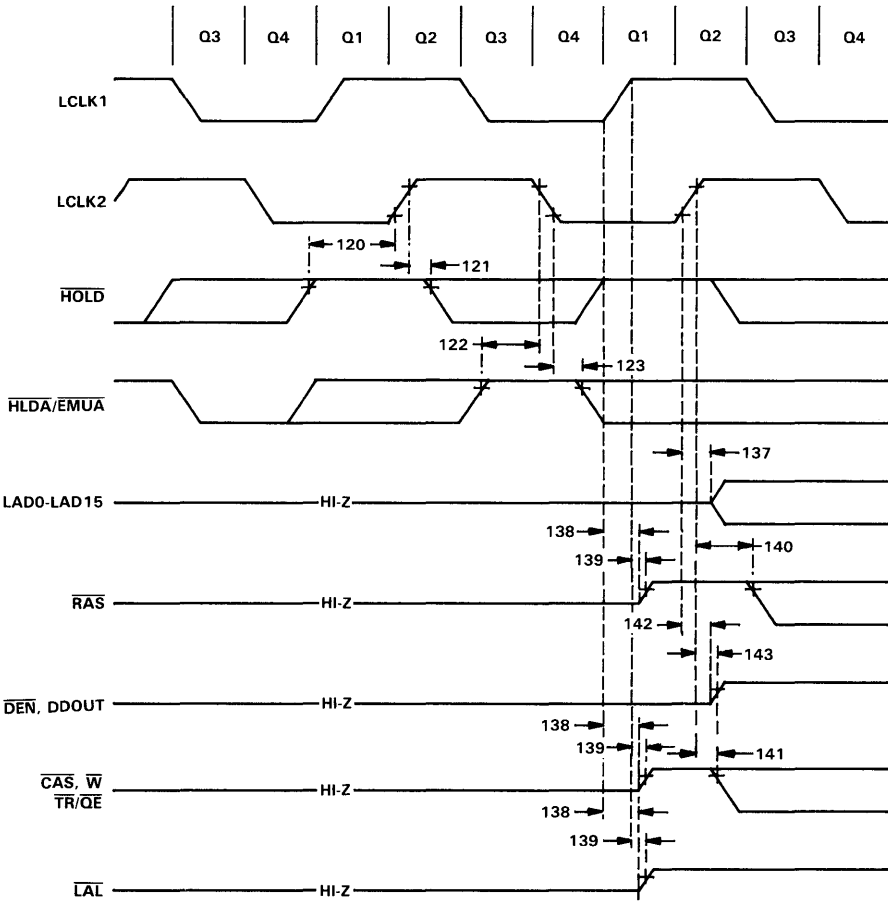 Q3 Q4 Q1 Q2 Q3 Q4 Q1 Q2 Q3 Q4
LCLK1
LCLK2
120
121
HOLD
122
123
HLDA/EMUA
137
LAD0-LAD15 HI-Z
138
140
139
RAS HI-Z
142
143
DEN, DDOUT HI-Z
138
139
141
CAS, W
TR/QE HI-Z
138
139
LAL HI-Z